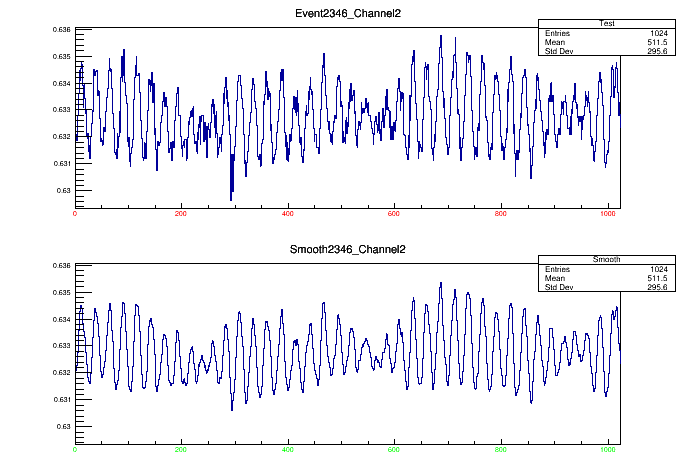 Event2346_Channel2
Test
Entries 1024
Mean 511.5
Std Dev 295.6
0.636
0.635
0.634
0.633
0.632
0.631
0.63
0 200 400 600 800 1000
Smooth2346_Channel2
Smooth
Entries 1024
Mean 511.5
Std Dev 295.6
0.636
0.635
0.634
0.633
0.632
0.631
0.63
0 200 400 600 800 1000